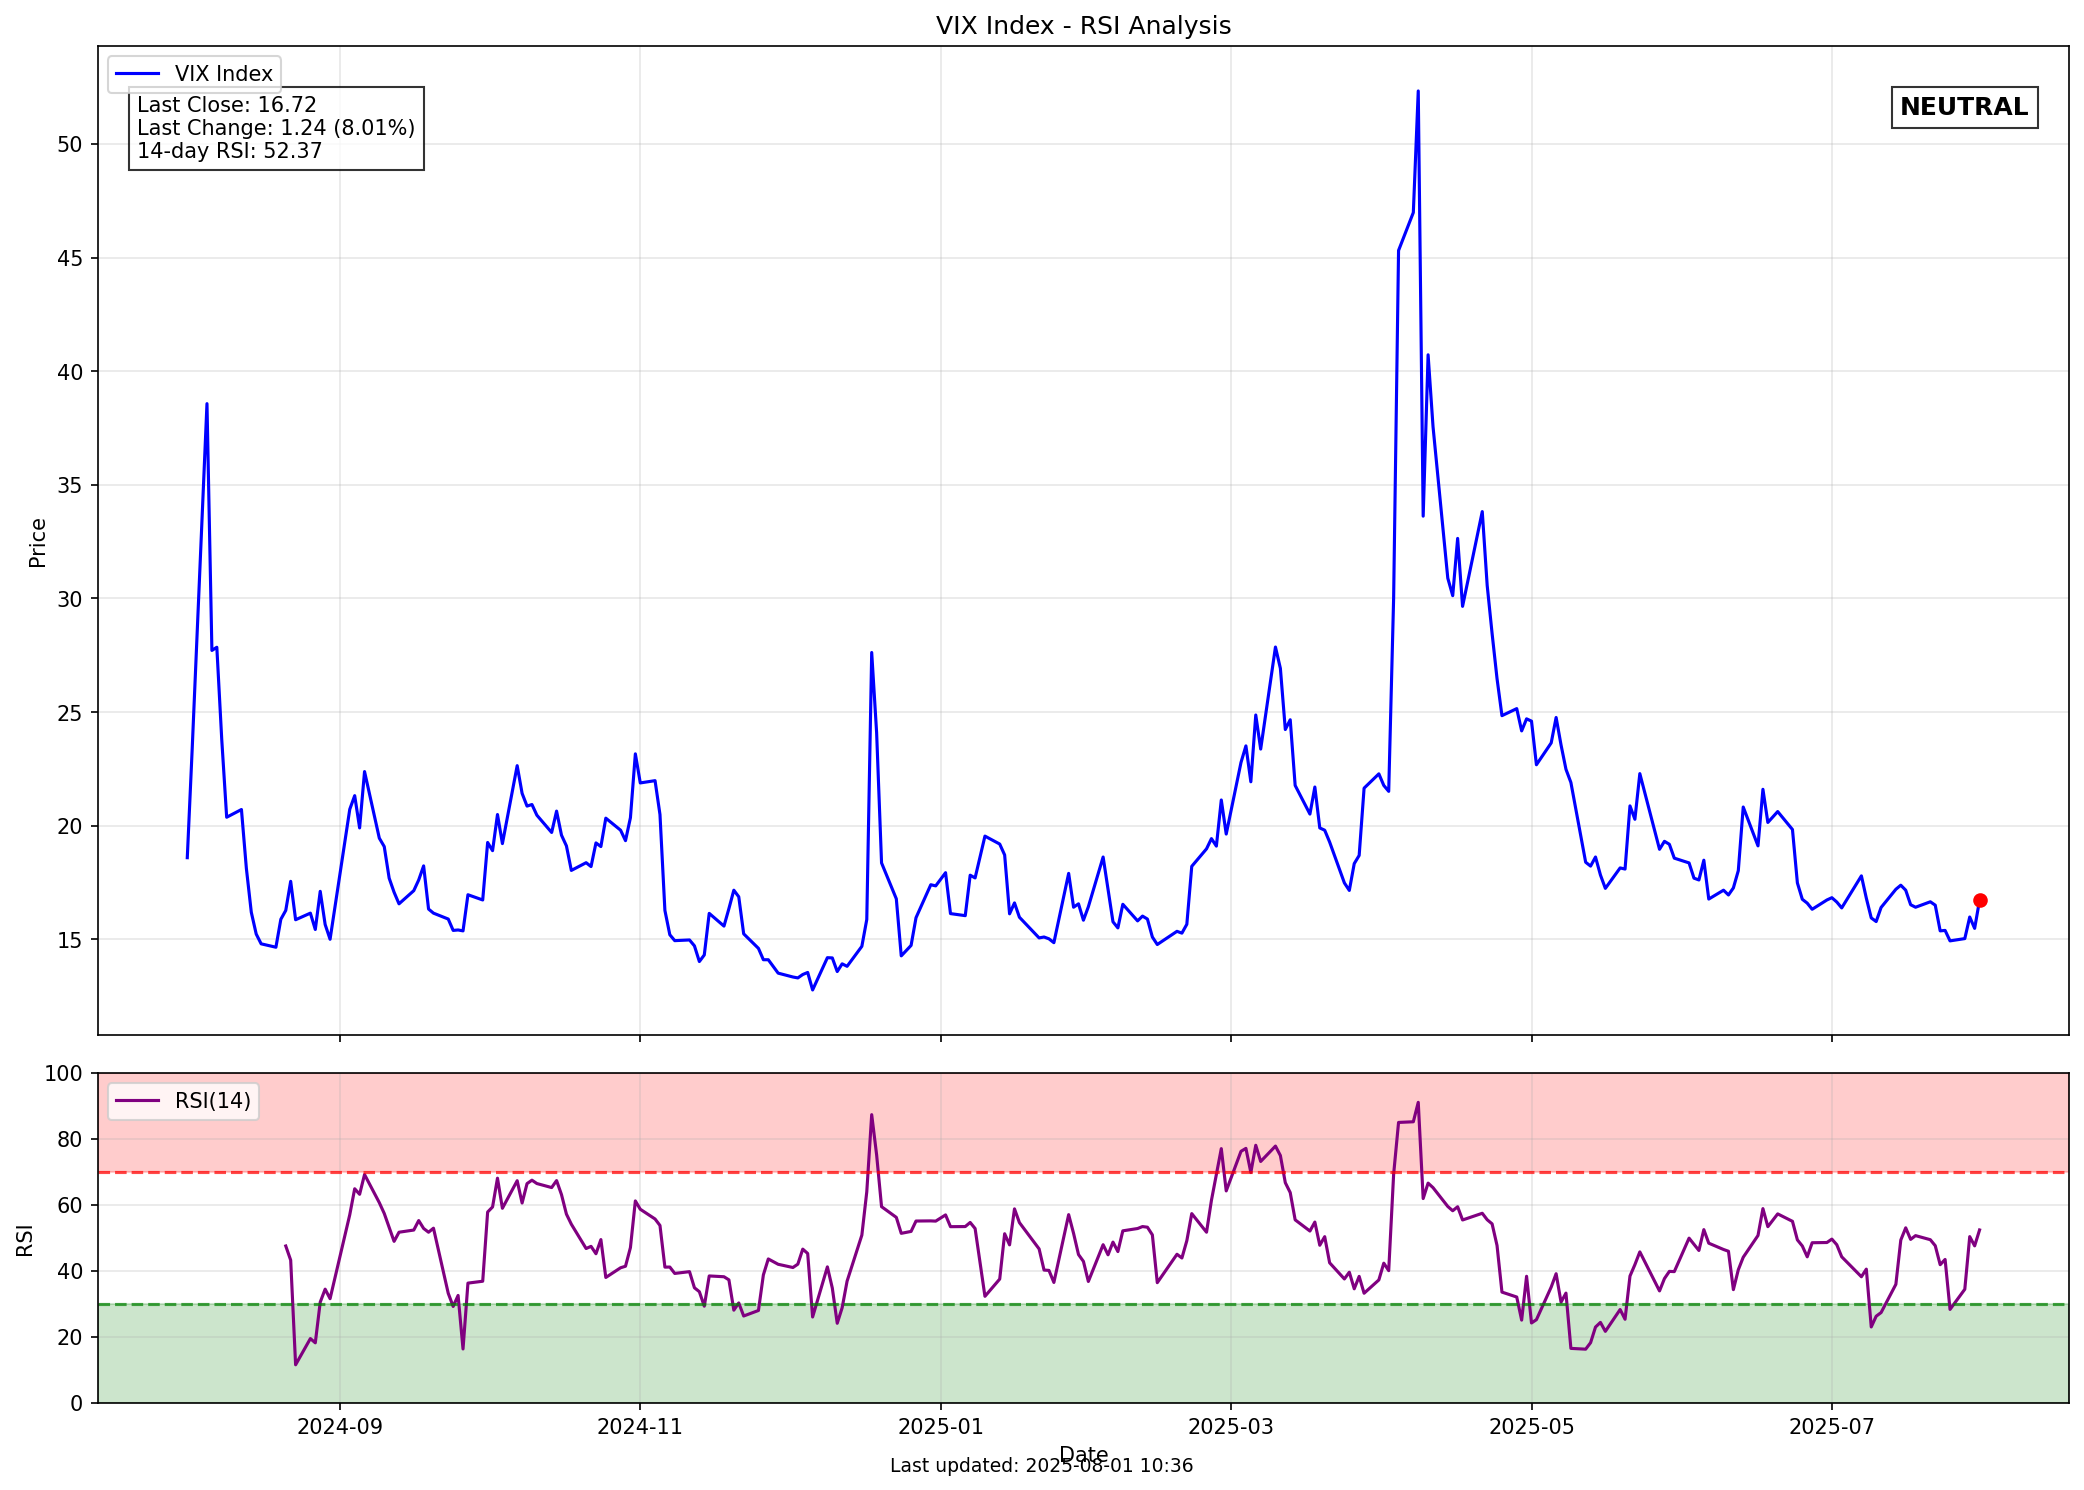 VIX Index - RSI Analysis
VIX Index
Last Close: 16.72
Last Change: 1.24 (8.01%)
14-day RSI: 52.37
NEUTRAL
Price
50
45
40
35
30
25
20
15
RSI(14)
RSI
100
80
60
40
20
0
2024-09
2024-11
2025-01
2025-03
2025-05
2025-07
Date
Last updated: 2025-08-01 10:36